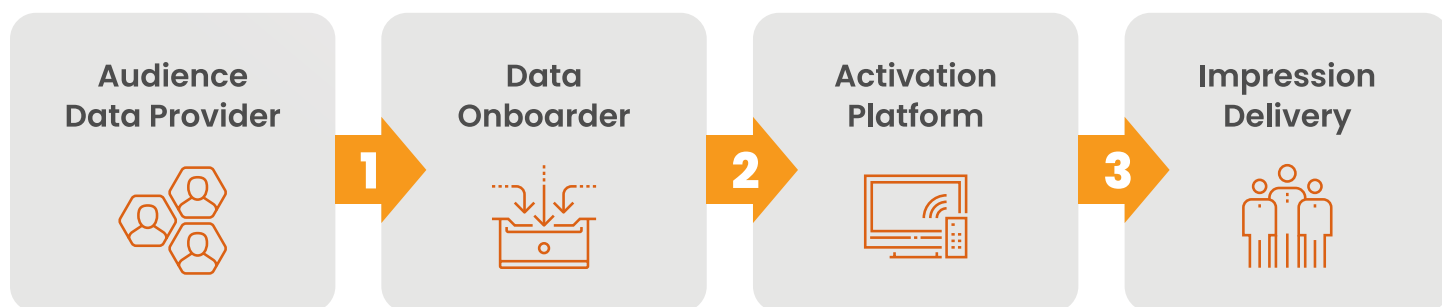 Audience
Data Provider
1
Data
Onboarder
2
Activation
Platform
3
Impression
Delivery